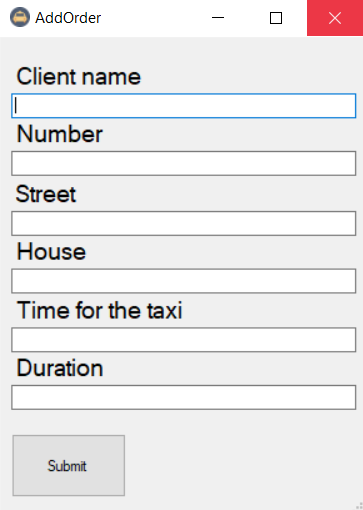 AddOrder
Client name
Number
Street
House
Time for the taxi
Duration
Submit